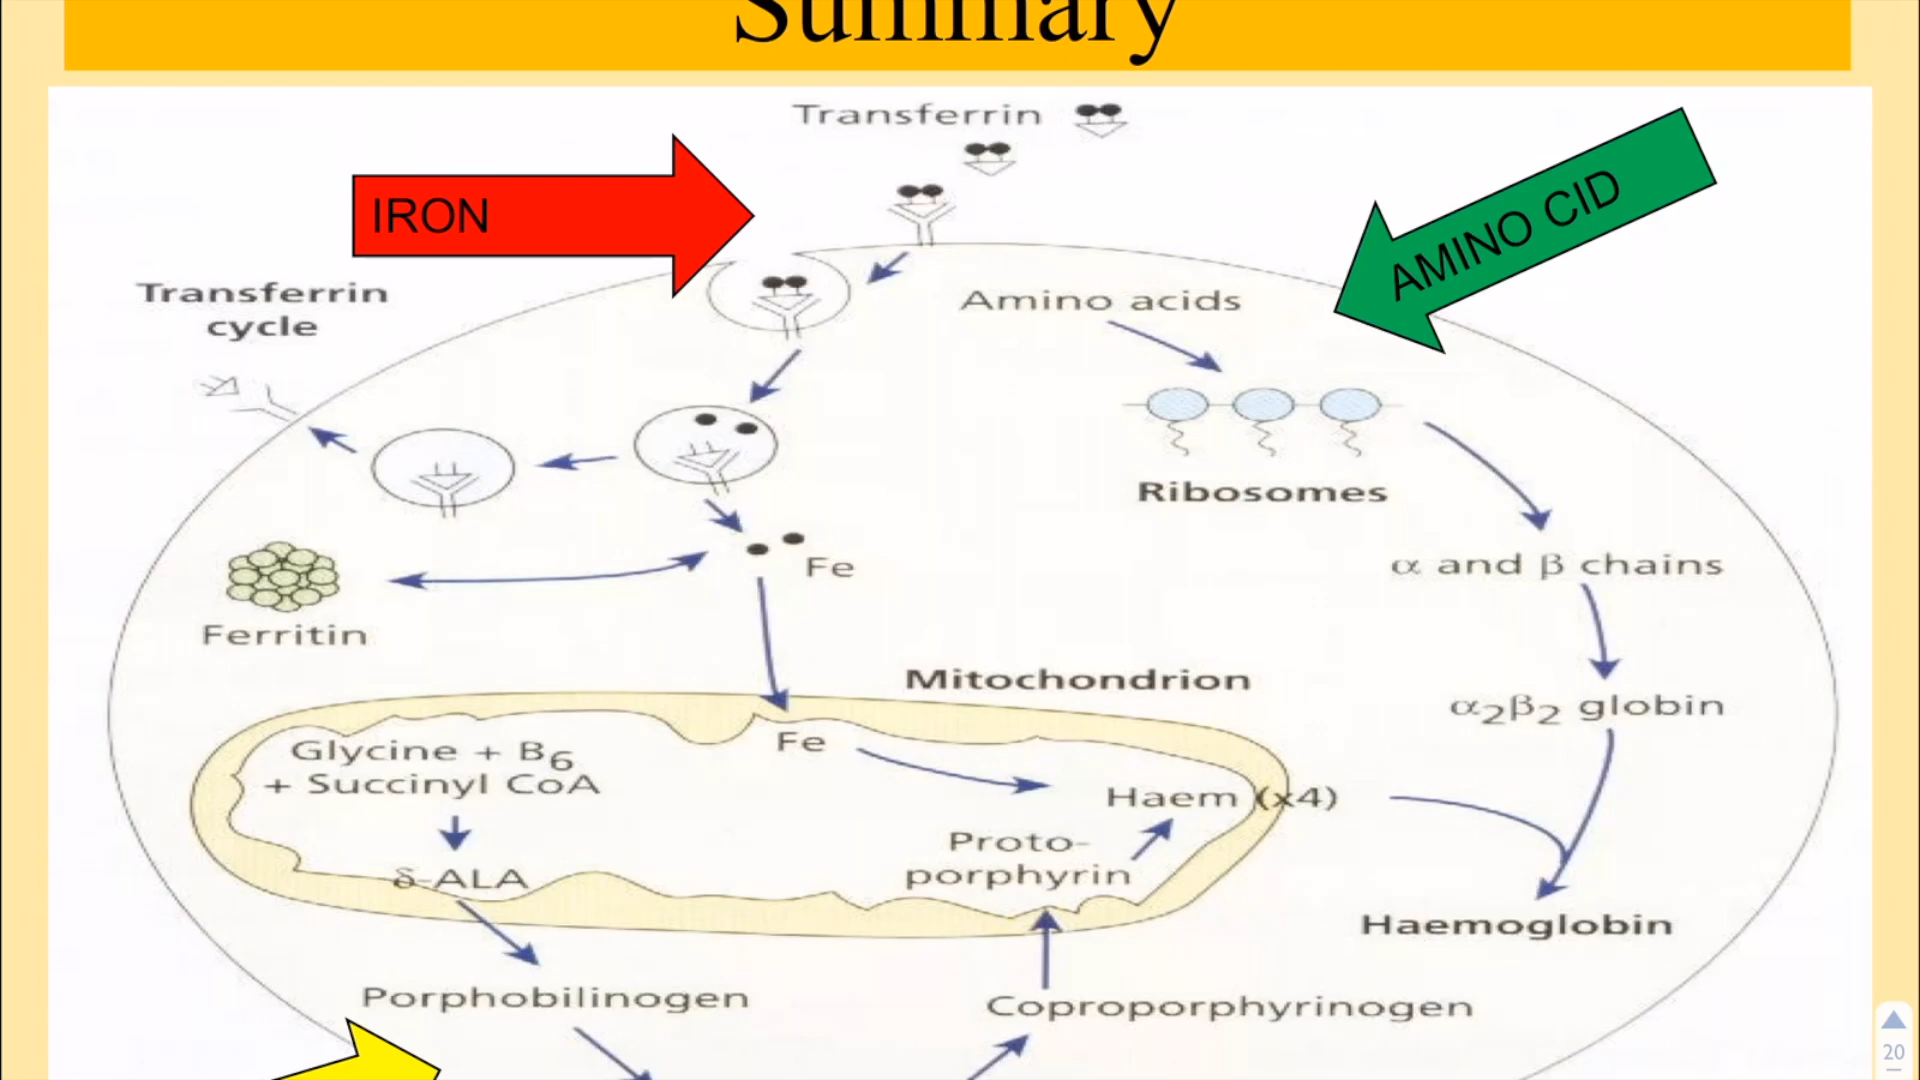 Summary
Transferrin
IRON
AMINO CID
Transferrin
cycle
Amino acids
Ribosomes
α and β chains
Fe
Ferritin
Mitochondrion
α₂β₂ globin
Glycine + B₆
+ Succinyl CoA
Fe
Haem (x4)
Proto-
porphyrin
δ-ALA
Haemoglobin
Porphobilinogen
Coproporphyrinogen
20